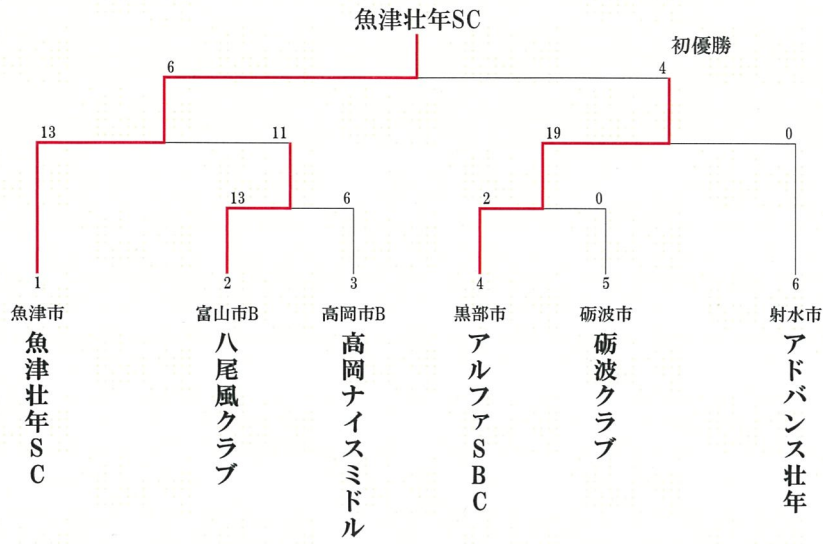 魚津壮年SC
初優勝
6
4
13
11
19
0
13
6
2
0
1
2
3
4
5
6
魚津市
富山市B
高岡市B
黒部市
砺波市
射水市
魚津壮年SC
八尾風クラブ
高岡ナイスミドル
アルファSBC
砺波クラブ
アドバンス壮年